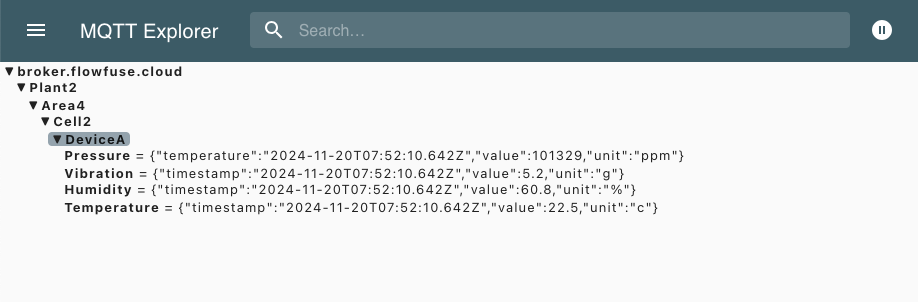 MQTT Explorer
Search...
▼broker.flowfuse.cloud
▼Plant2
▼Area4
▼Cell2
▼DeviceA
Pressure = {"temperature":"2024-11-20T07:52:10.642Z","value":101329,"unit":"ppm"}
Vibration = {"timestamp":"2024-11-20T07:52:10.642Z","value":5.2,"unit":"g"}
Humidity = {"timestamp":"2024-11-20T07:52:10.642Z","value":60.8,"unit":"%"}
Temperature = {"timestamp":"2024-11-20T07:52:10.642Z","value":22.5,"unit":"c"}